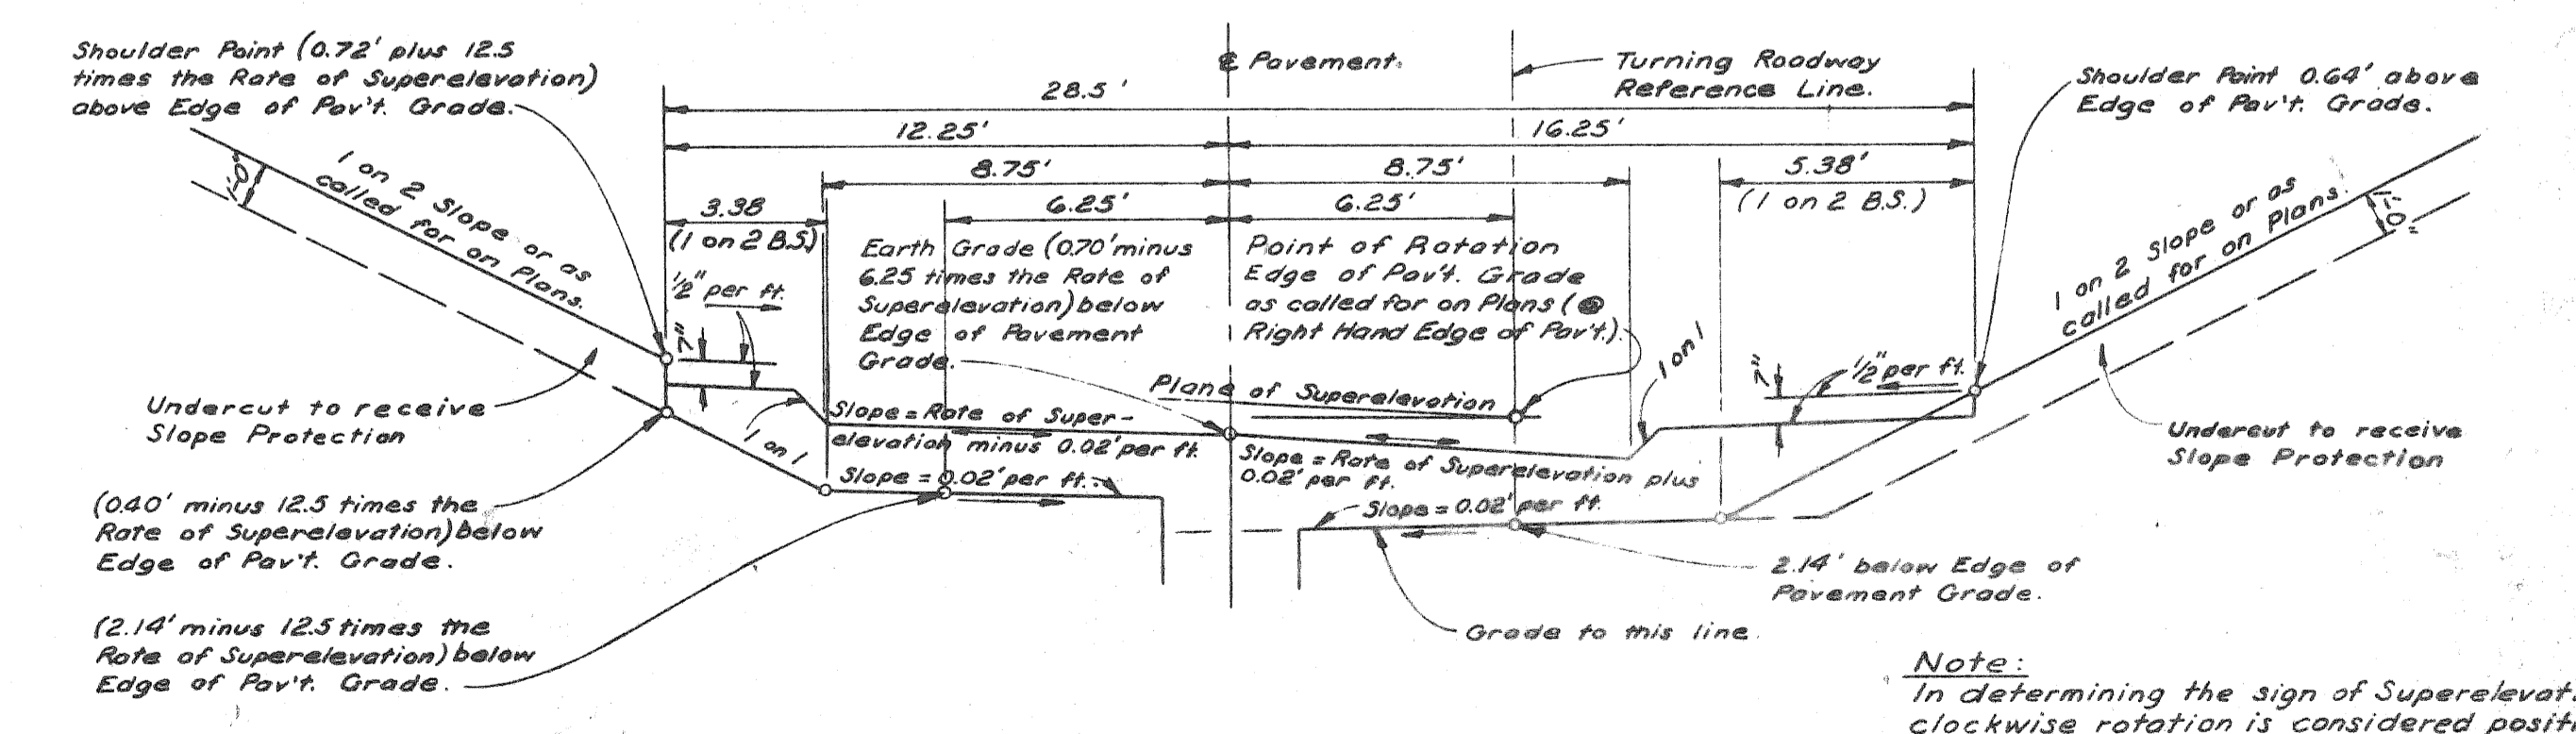 Shoulder Point (0.72' plus 12.5
times the Rate of Superelevation)
above Edge of Pav't. Grade.
℄ Pavement.
Turning Roadway
Reference Line.
Shoulder Point 0.64' above
Edge of Pav't. Grade.
28.5'
12.25'
16.25'
8.75'
8.75'
5.38'
(1 on 2 B.S.)
3.38
(1 on 2 B.S.)
6.25'
6.25'
1'-0"
1 on 2 Slope or as
called for on Plans.
1/2" per ft.
7"
Earth Grade (0.70' minus
6.25 times the Rate of
Superelevation) below
Edge of Pavement
Grade.
Point of Rotation
Edge of Pav't. Grade
as called for on Plans (@
Right Hand Edge of Pav't.)
1 on 1
7"
1/2" per ft.
1 on 2 Slope or as
called for on Plans.
1'-0"
Plane of Superelevation
Undercut to receive
Slope Protection
Slope = Rate of Super-
elevation minus 0.02' per ft.
1 on 1
Slope = 0.02' per ft.
Slope = Rate of Superelevation plus
0.02' per ft.
Slope = 0.02' per ft.
Undercut to receive
Slope Protection
(0.40' minus 12.5 times the
Rate of Superelevation) below
Edge of Pav't. Grade.
2.14' below Edge of
Pavement Grade.
Grade to this line.
(2.14' minus 12.5 times the
Rate of Superelevation) below
Edge of Pav't. Grade.
Note:
In determining the sign of Superelevat
clockwise rotation is considered posit